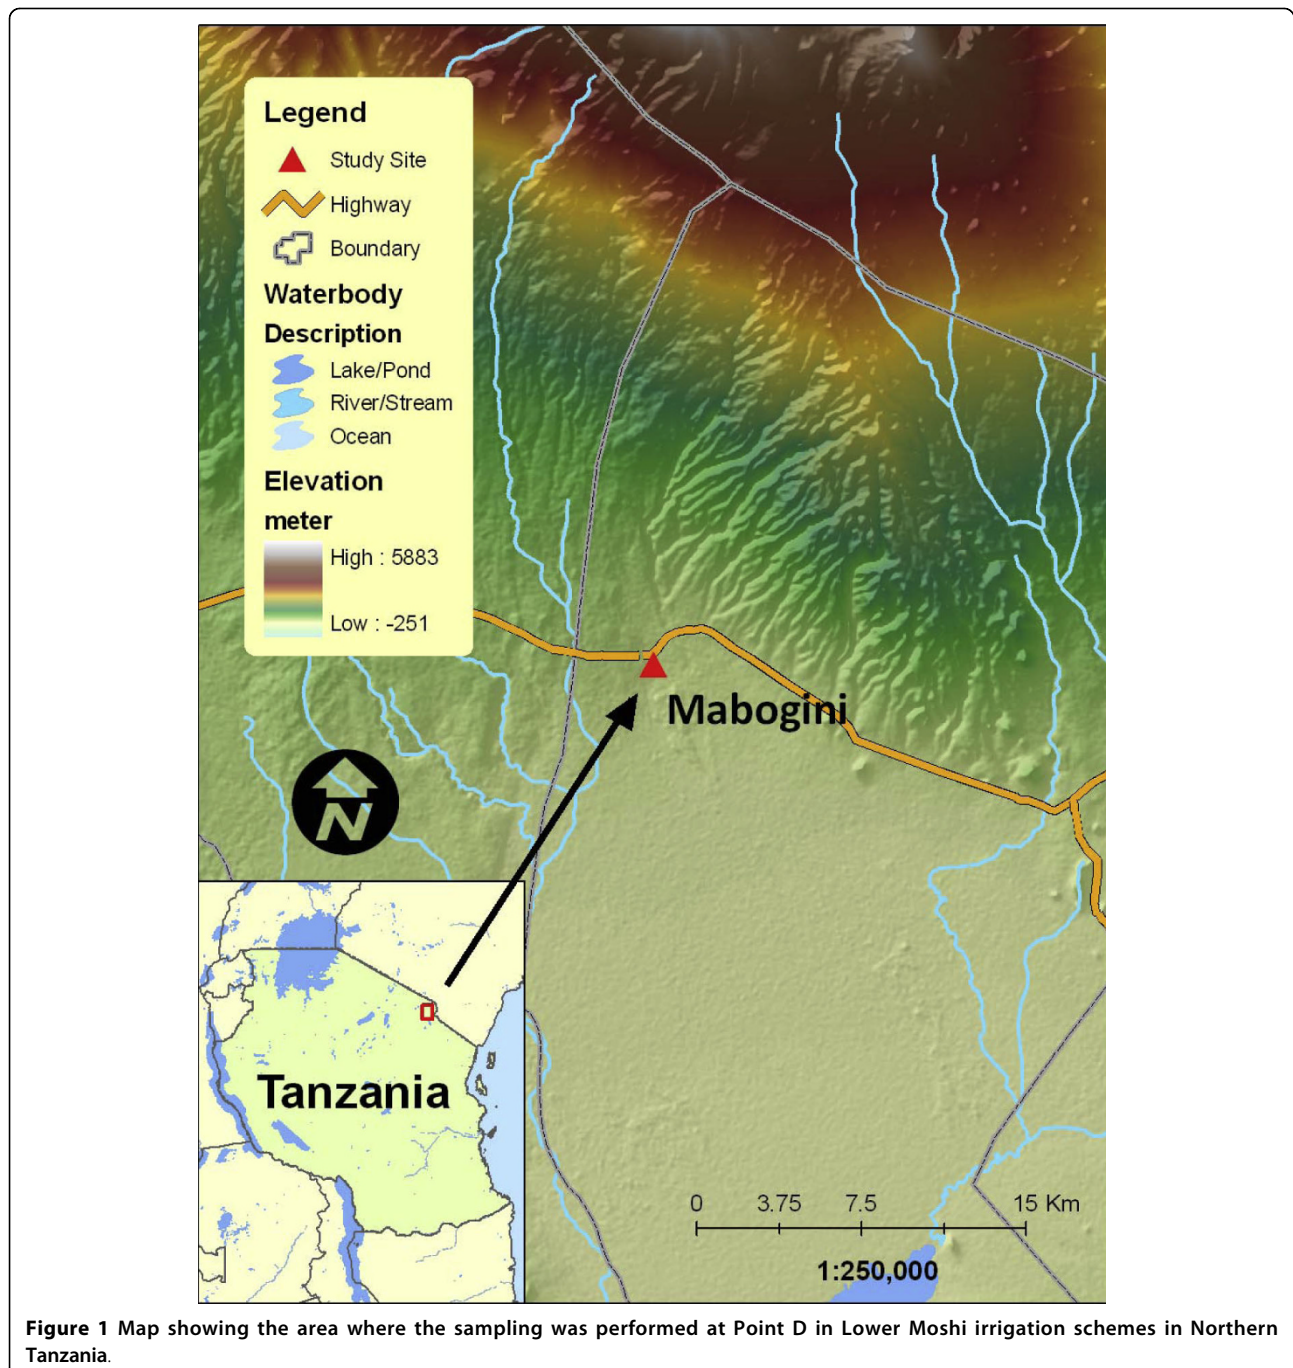 Legend
Study Site
Highway
Boundary
Waterbody
Description
Lake/Pond
River/Stream
Ocean
Elevation
meter
High : 5883
Low : -251
Mabogini
N
Tanzania
0 3.75 7.5 15 Km
1:250,000
Figure 1 Map showing the area where the sampling was performed at Point D in Lower Moshi irrigation schemes in Northern
Tanzania.